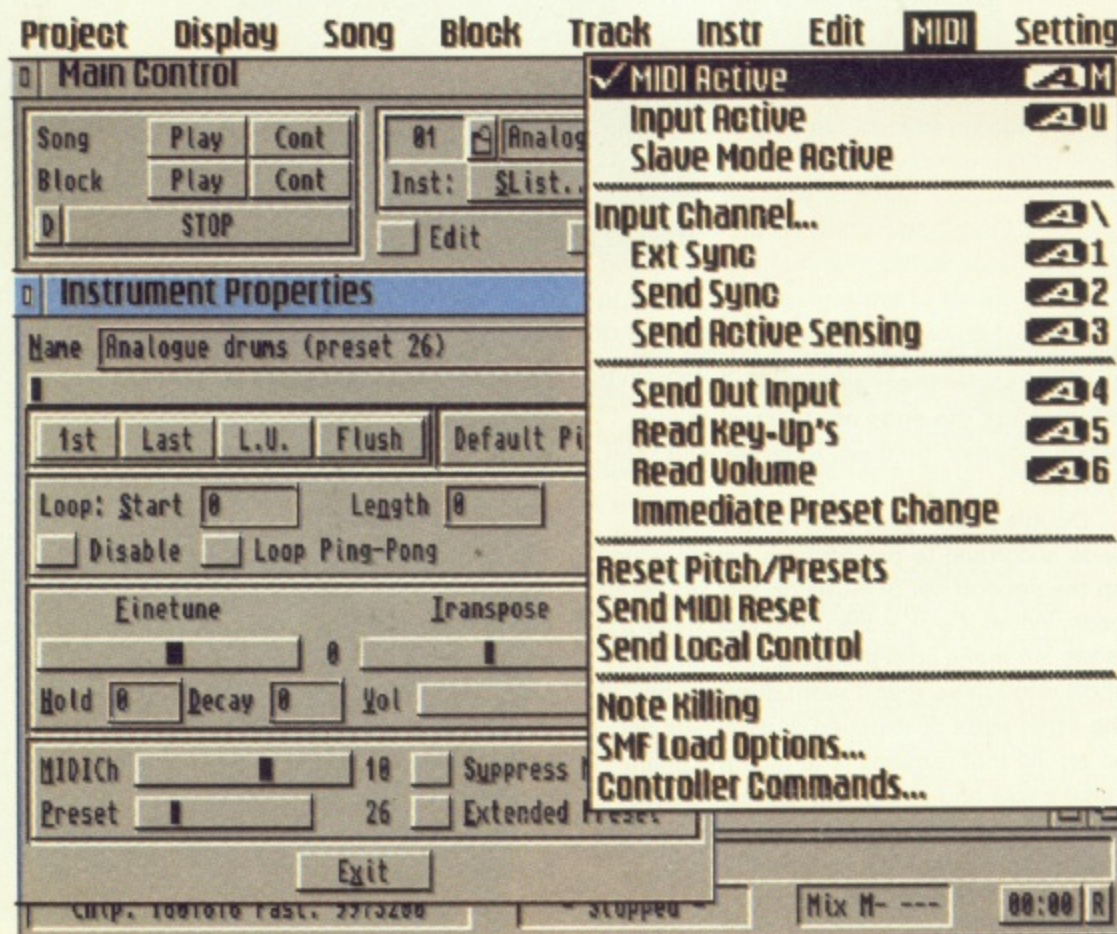 Project Display Song Block Track Instr Edit MIDI Setting
Main Control
Song Play Cont 01 Analog
Block Play Cont Inst: SList..
D STOP Edit
Instrument Properties
Name Analogue drums (preset 26)
1st Last L.U. Flush Default Pi
Loop: Start 0 Length 0
Disable Loop Ping-Pong
Finetune Transpose
0
Hold 0 Decay 0 Vol
MIDICh 10 Suppress
Preset 26 Extended Preset
Exit
- Stopped - Mix M- --- 00:00 R
✓ MIDI Active A M
Input Active A U
Slave Mode Active
Input Channel... A \
Ext Sync A 1
Send Sync A 2
Send Active Sensing A 3
Send Out Input A 4
Read Key-Up's A 5
Read Volume A 6
Immediate Preset Change
Reset Pitch/Presets
Send MIDI Reset
Send Local Control
Note Killing
SMF Load Options...
Controller Commands...